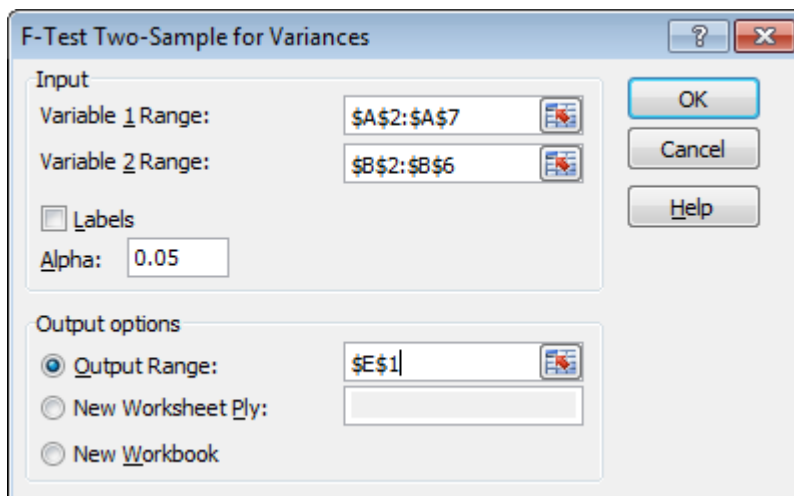 F-Test Two-Sample for Variances
Input
Variable 1 Range: $A$2:$A$7
Variable 2 Range: $B$2:$B$6
Labels
Alpha: 0.05
OK
Cancel
Help
Output options
Output Range: $E$1
New Worksheet Ply:
New Workbook